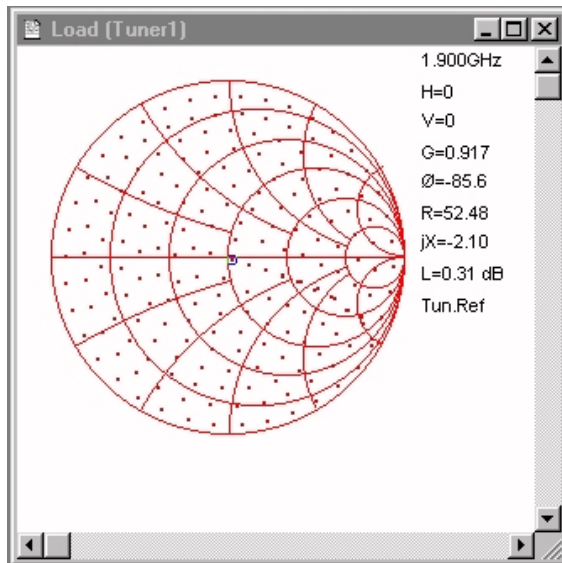 Load (Tuner1)
1.900GHz
H=0
V=0
G=0.917
Ø=-85.6
R=52.48
jX=-2.10
L=0.31 dB
Tun.Ref